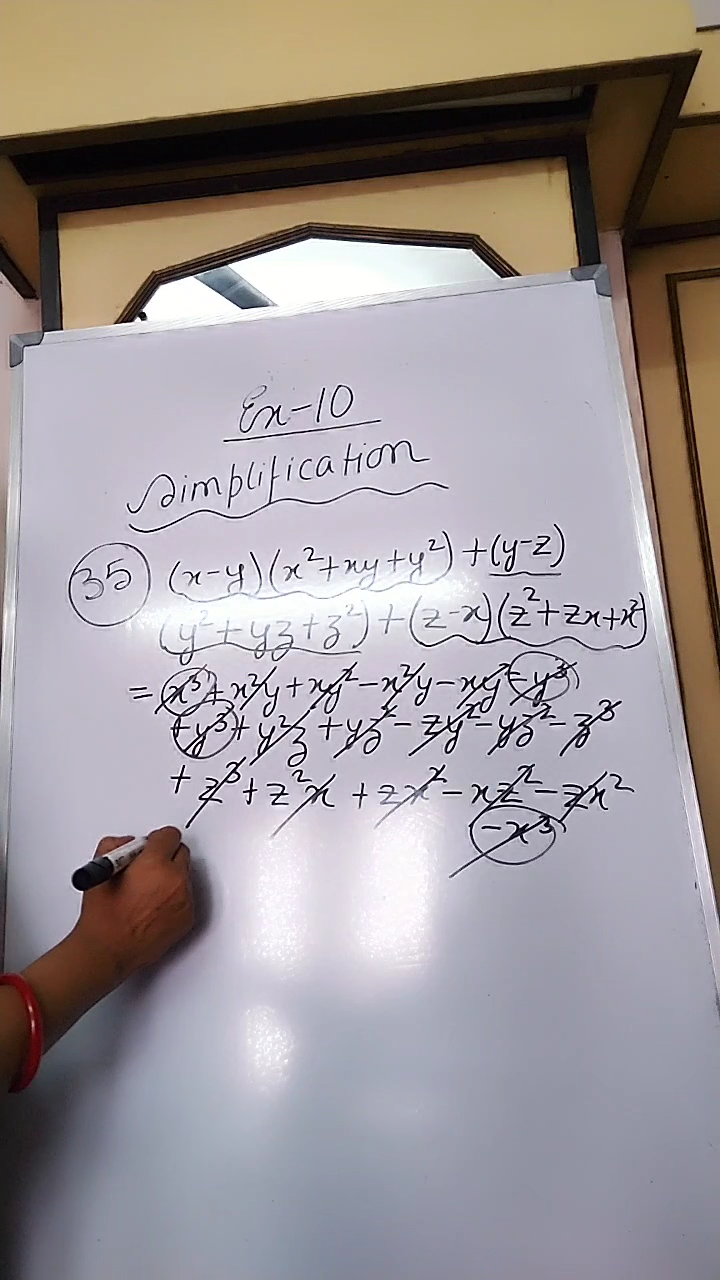 Ex-10
Simplification
35 (x-y)(x²+xy+y²)+(y-z)
(y²+yz+z²)+(z-x)(z²+zx+x²)
= x³+x²y+xy²-x²y-xy²-y³
+y³+y²z+yz²-zy²-yz²-z³
+z³+z²x+zx²-xz²-zx²
-x³